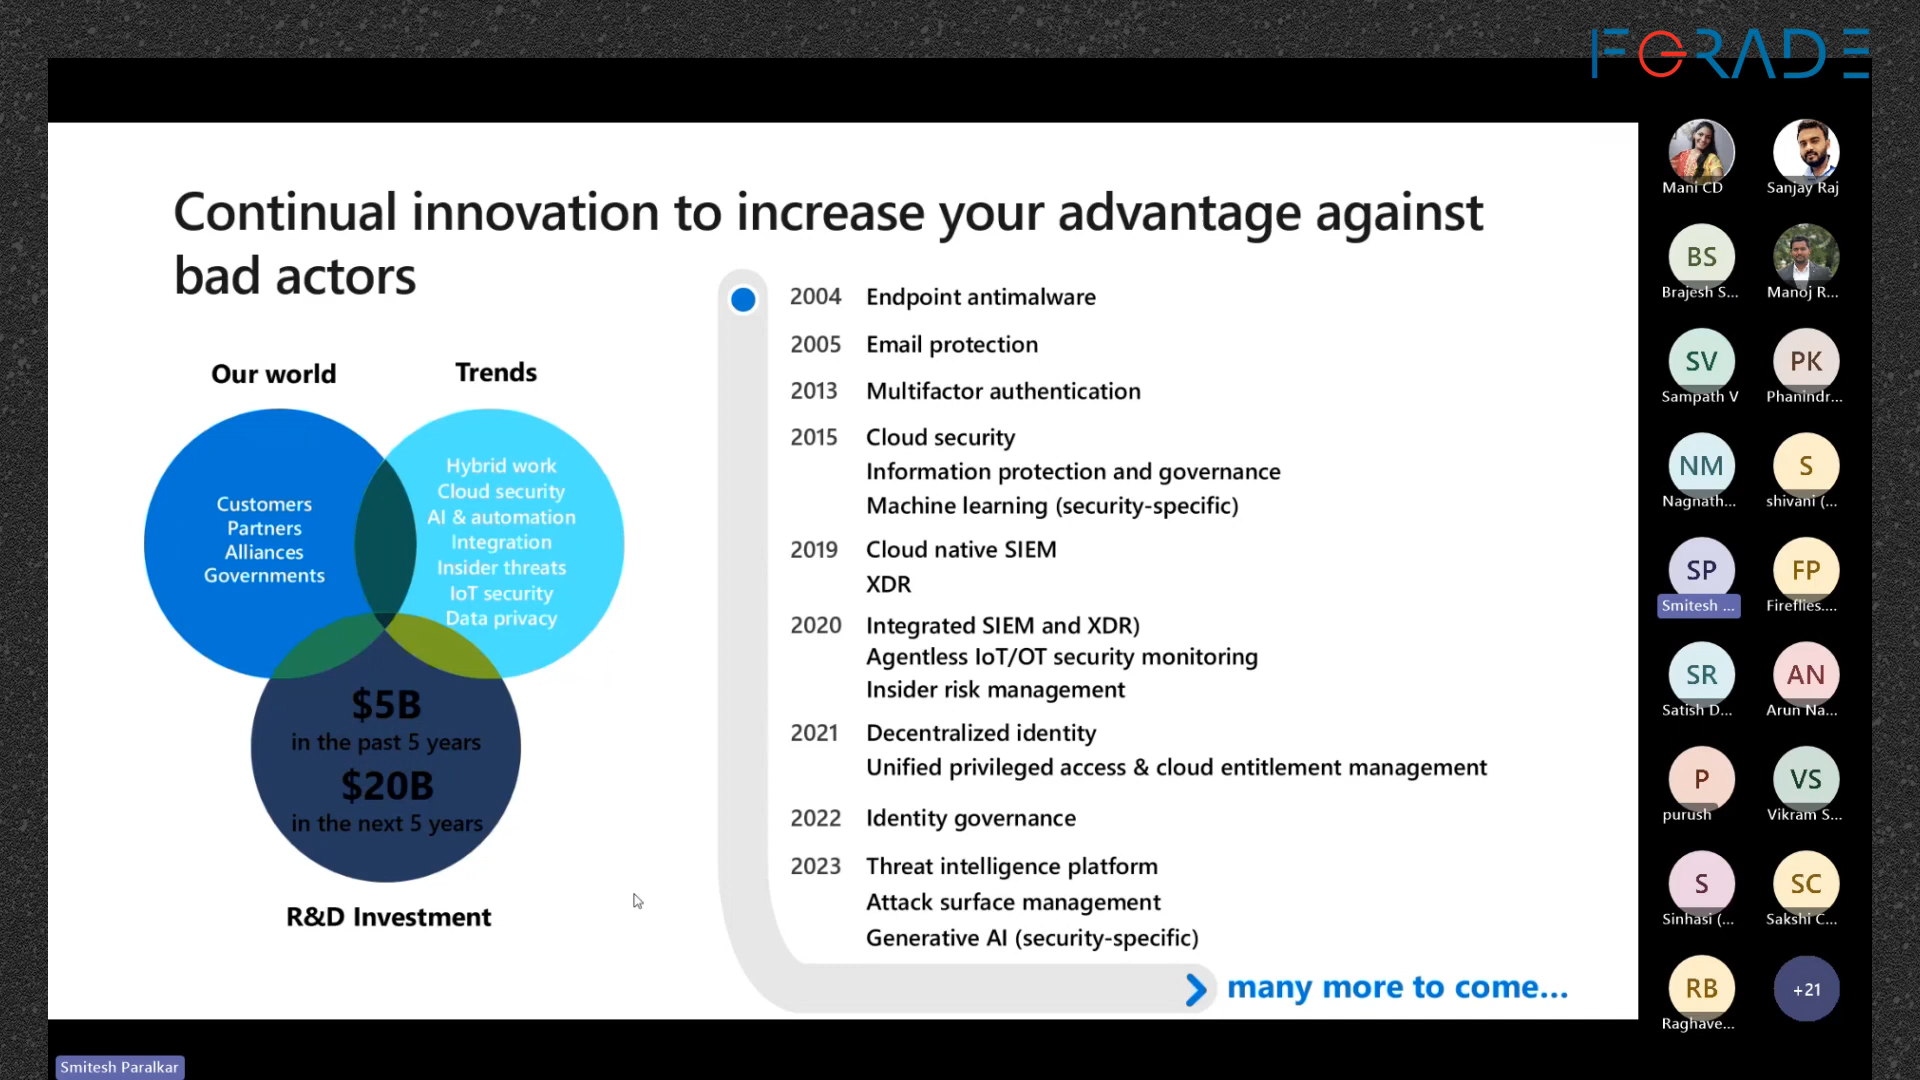 FGRADE
Continual innovation to increase your advantage against
bad actors
Our world
Trends
Customers
Partners
Alliances
Governments
Hybrid work
Cloud security
AI & automation
Integration
Insider threats
IoT security
Data privacy
$5B
in the past 5 years
$20B
in the next 5 years
R&D Investment
2004 Endpoint antimalware
2005 Email protection
2013 Multifactor authentication
2015 Cloud security
Information protection and governance
Machine learning (security-specific)
2019 Cloud native SIEM
XDR
2020 Integrated SIEM and XDR)
Agentless IoT/OT security monitoring
Insider risk management
2021 Decentralized identity
Unified privileged access & cloud entitlement management
2022 Identity governance
2023 Threat intelligence platform
Attack surface management
Generative AI (security-specific)
many more to come...
Mani CD
Sanjay Raj
BS
Brajesh S...
Manoj R...
SV
Sampath V
PK
Phanindr...
NM
Nagnath...
S
shivani (...
SP
Smitesh ...
FP
Fireflies....
SR
Satish D...
AN
Arun Na...
P
purush
VS
Vikram S...
S
Sinhasi (...
SC
Sakshi C...
RB
Raghave...
+21
Smitesh Paralkar